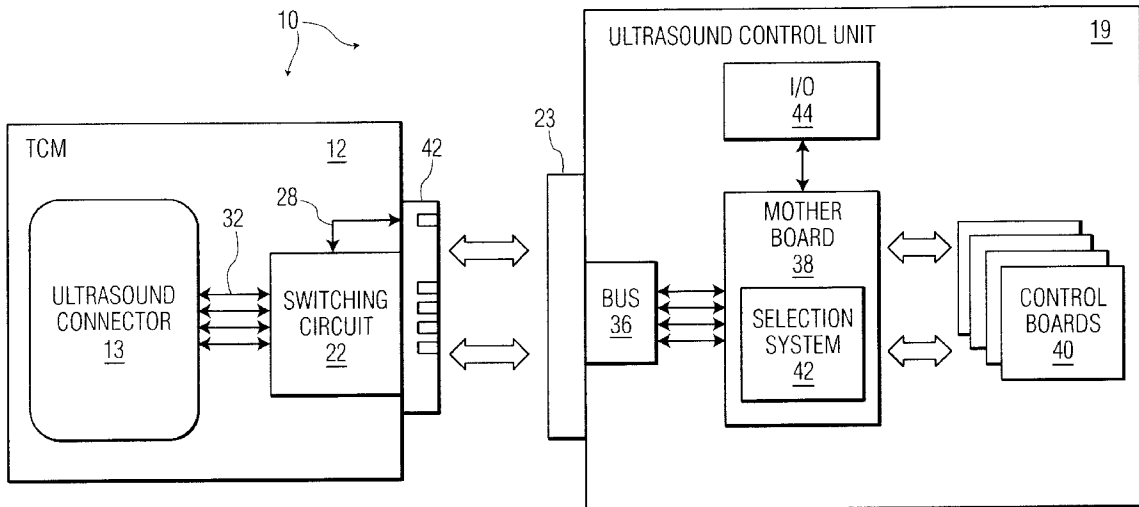 10
ULTRASOUND CONTROL UNIT
19
I/O
44
TCM
12
42
23
28
32
ULTRASOUND
CONNECTOR
13
SWITCHING
CIRCUIT
22
BUS
36
MOTHER
BOARD
38
SELECTION
SYSTEM
42
CONTROL
BOARDS
40